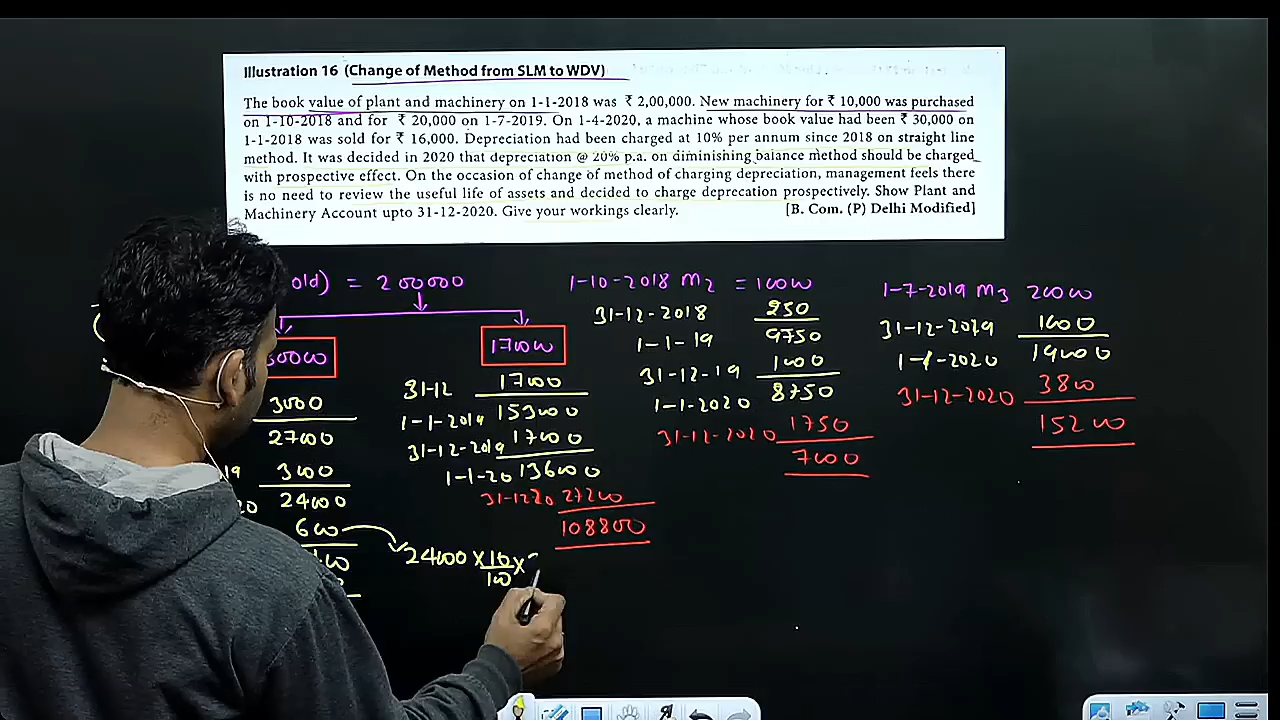 Illustration 16 (Change of Method from SLM to WDV)
The book value of plant and machinery on 1-1-2018 was ₹ 2,00,000. New machinery for ₹ 10,000 was purchased
on 1-10-2018 and for ₹ 20,000 on 1-7-2019. On 1-4-2020, a machine whose book value had been ₹ 30,000 on
1-1-2018 was sold for ₹ 16,000. Depreciation had been charged at 10% per annum since 2018 on straight line
method. It was decided in 2020 that depreciation @ 20% p.a. on diminishing balance method should be charged
with prospective effect. On the occasion of change of method of charging depreciation, management feels there
is no need to review the useful life of assets and decided to charge deprecation prospectively. Show Plant and
Machinery Account upto 31-12-2020. Give your workings clearly.
[B. Com. (P) Delhi Modified]
old) = 200000
30000
3000
27000
19 3000
20 24000
600
170000
31-12 17000
1-1-2019 153000
31-12-2019 17000
1-1-20 136000
31-12-20 27200
108800
24000 × 10/100 ×
1-10-2018 M2 = 10000
31-12-2018 250
1-1-19 9750
31-12-19 1000
1-1-2020 8750
31-12-2020 1750
7000
1-7-2019 M3 20000
31-12-2019 1000
1-1-2020 19000
31-12-2020 3800
15200